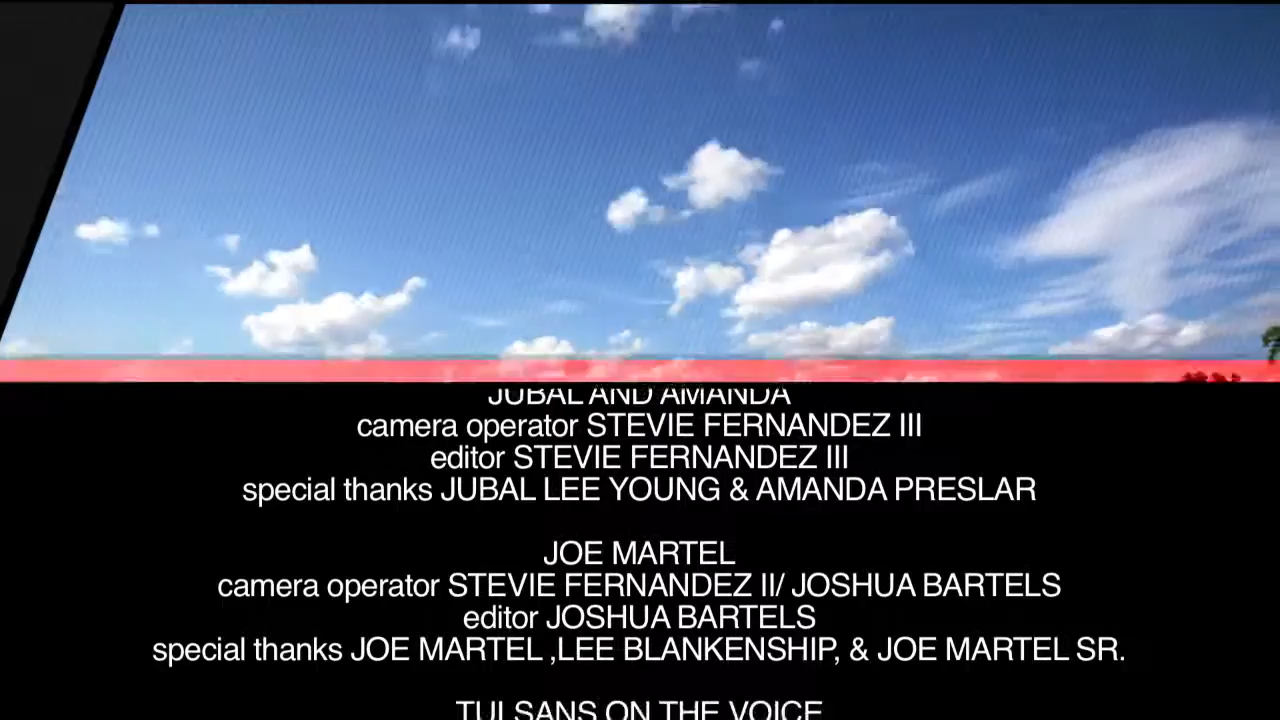 JUBAL AND AMANDA
camera operator STEVIE FERNANDEZ III
editor STEVIE FERNANDEZ III
special thanks JUBAL LEE YOUNG & AMANDA PRESLAR
JOE MARTEL
camera operator STEVIE FERNANDEZ II/ JOSHUA BARTELS
editor JOSHUA BARTELS
special thanks JOE MARTEL ,LEE BLANKENSHIP, & JOE MARTEL SR.
TULSANS ON THE VOICE